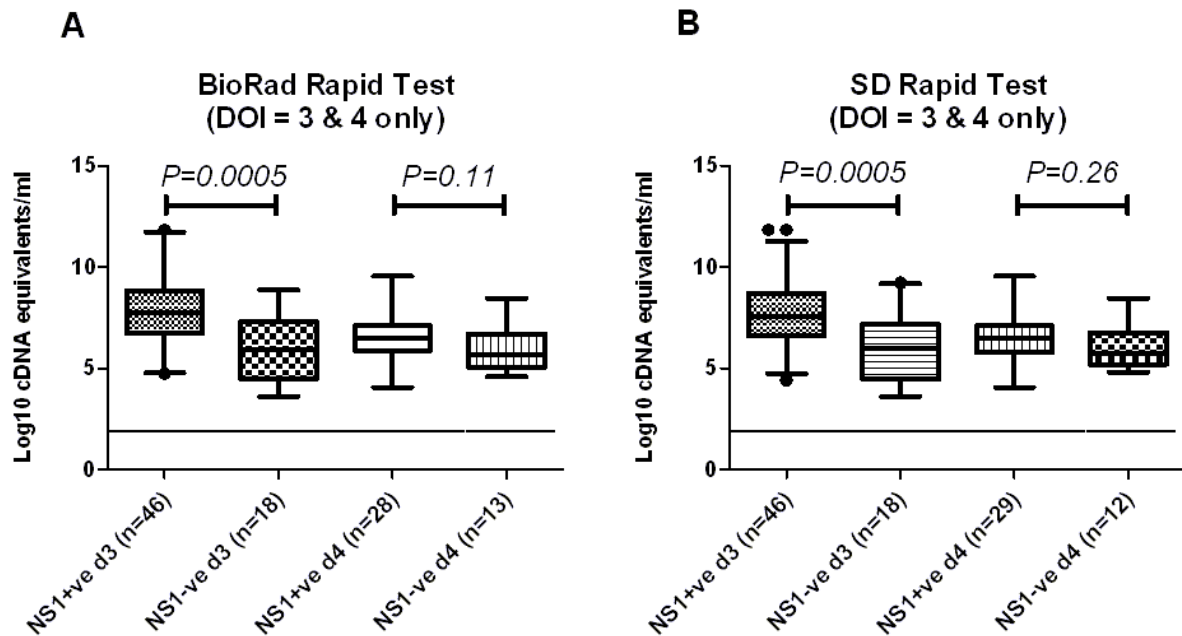 A
BioRad Rapid Test
(DOI = 3 & 4 only)
Log10 cDNA equivalents/ml
15
10
5
0
P=0.0005
P=0.11
NS1+ve d3 (n=46)
NS1-ve d3 (n=18)
NS1+ve d4 (n=28)
NS1-ve d4 (n=13)
B
SD Rapid Test
(DOI = 3 & 4 only)
Log10 cDNA equivalents/ml
15
10
5
0
P=0.0005
P=0.26
NS1+ve d3 (n=46)
NS1-ve d3 (n=18)
NS1+ve d4 (n=29)
NS1-ve d4 (n=12)